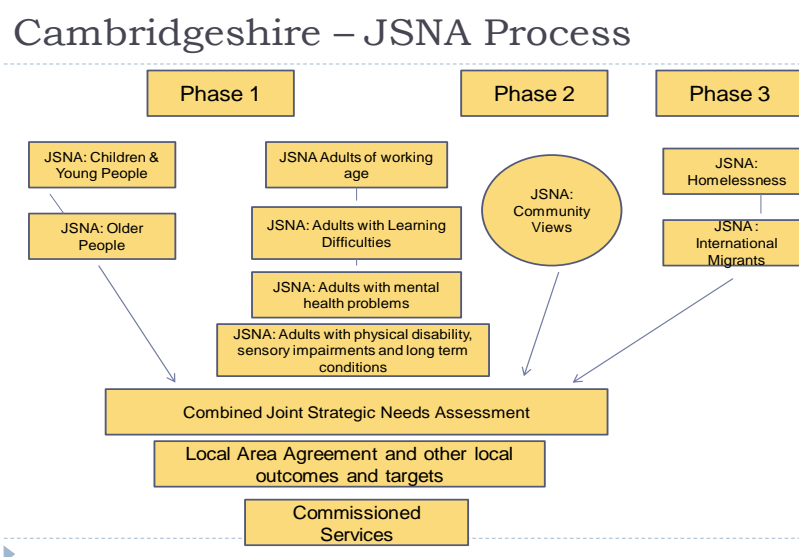 Cambridgeshire – JSNA Process
Phase 1
Phase 2
Phase 3
JSNA: Children &
Young People
JSNA: Older
People
JSNA Adults of working
age
JSNA: Adults with Learning
Difficulties
JSNA: Adults with mental
health problems
JSNA: Adults with physical disability,
sensory impairments and long term
conditions
JSNA:
Community
Views
JSNA:
Homelessness
JSNA :
International
Migrants
Combined Joint Strategic Needs Assessment
Local Area Agreement and other local
outcomes and targets
Commissioned
Services